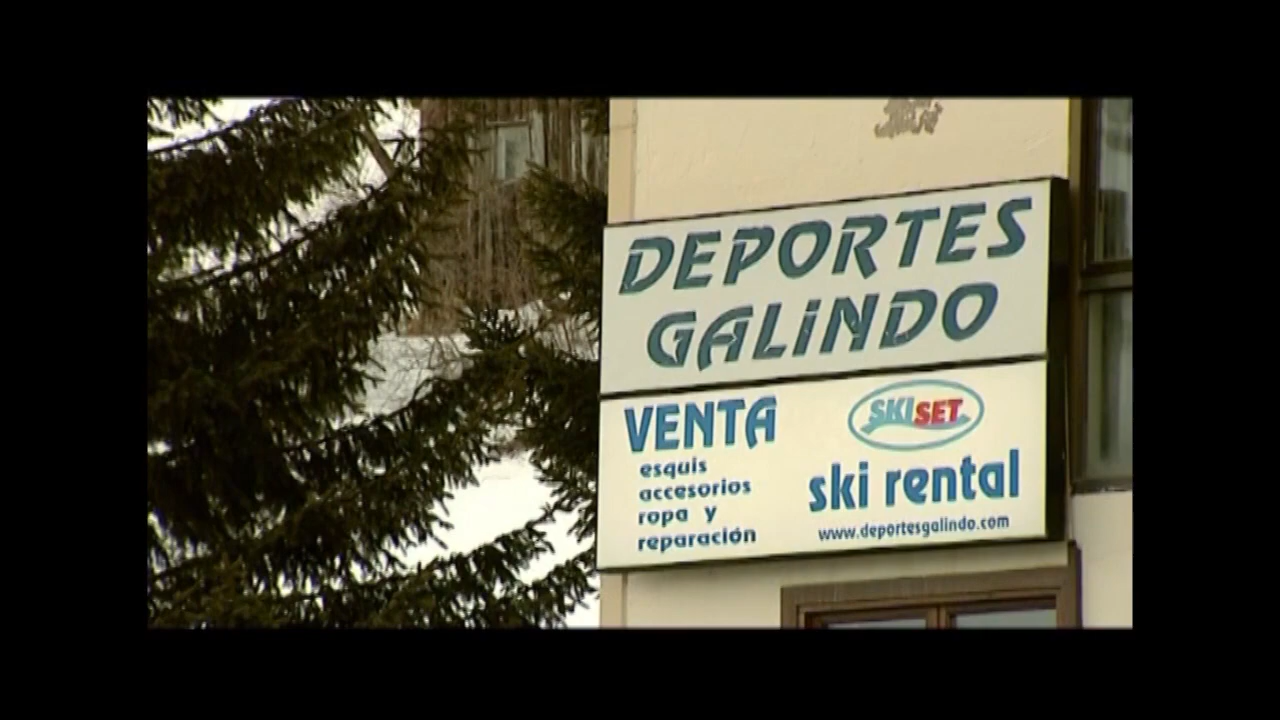 DEPORTES
GALiNDO
VENTA
esquis
accesorios
ropa y
reparación
SKISET
ski rental
www.deportesgalindo.com